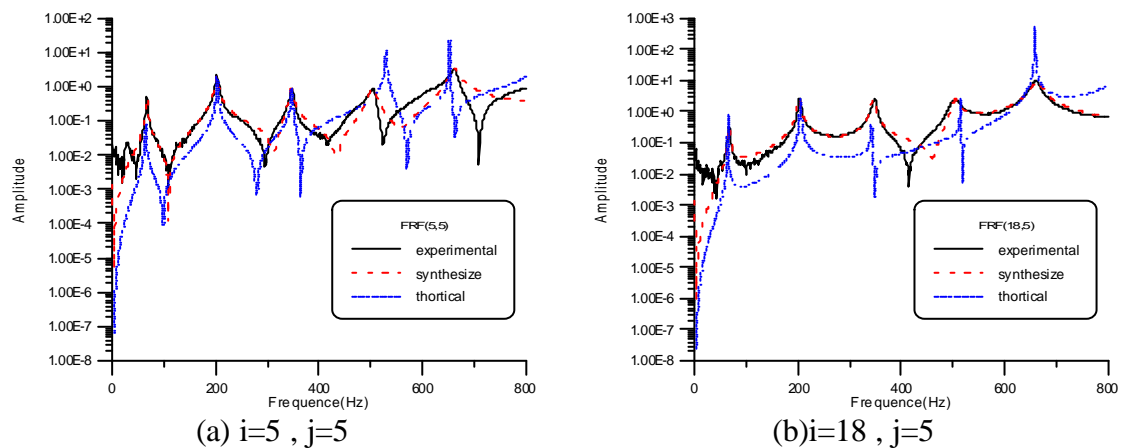 1.00E+2
1.00E+1
1.00E+0
1.00E-1
1.00E-2
1.00E-3
1.00E-4
1.00E-5
1.00E-6
1.00E-7
1.00E-8
Amplitude
0
200
400
600
800
Frequence(Hz)
FRF(5,5)
experimental
synthesize
thortical
(a) i=5 , j=5
1.00E+3
1.00E+2
1.00E+1
1.00E+0
1.00E-1
1.00E-2
1.00E-3
1.00E-4
1.00E-5
1.00E-6
1.00E-7
1.00E-8
Amplitude
0
200
400
600
800
Frequence(Hz)
FRF(18,5)
experimental
synthesize
thortical
(b)i=18 , j=5